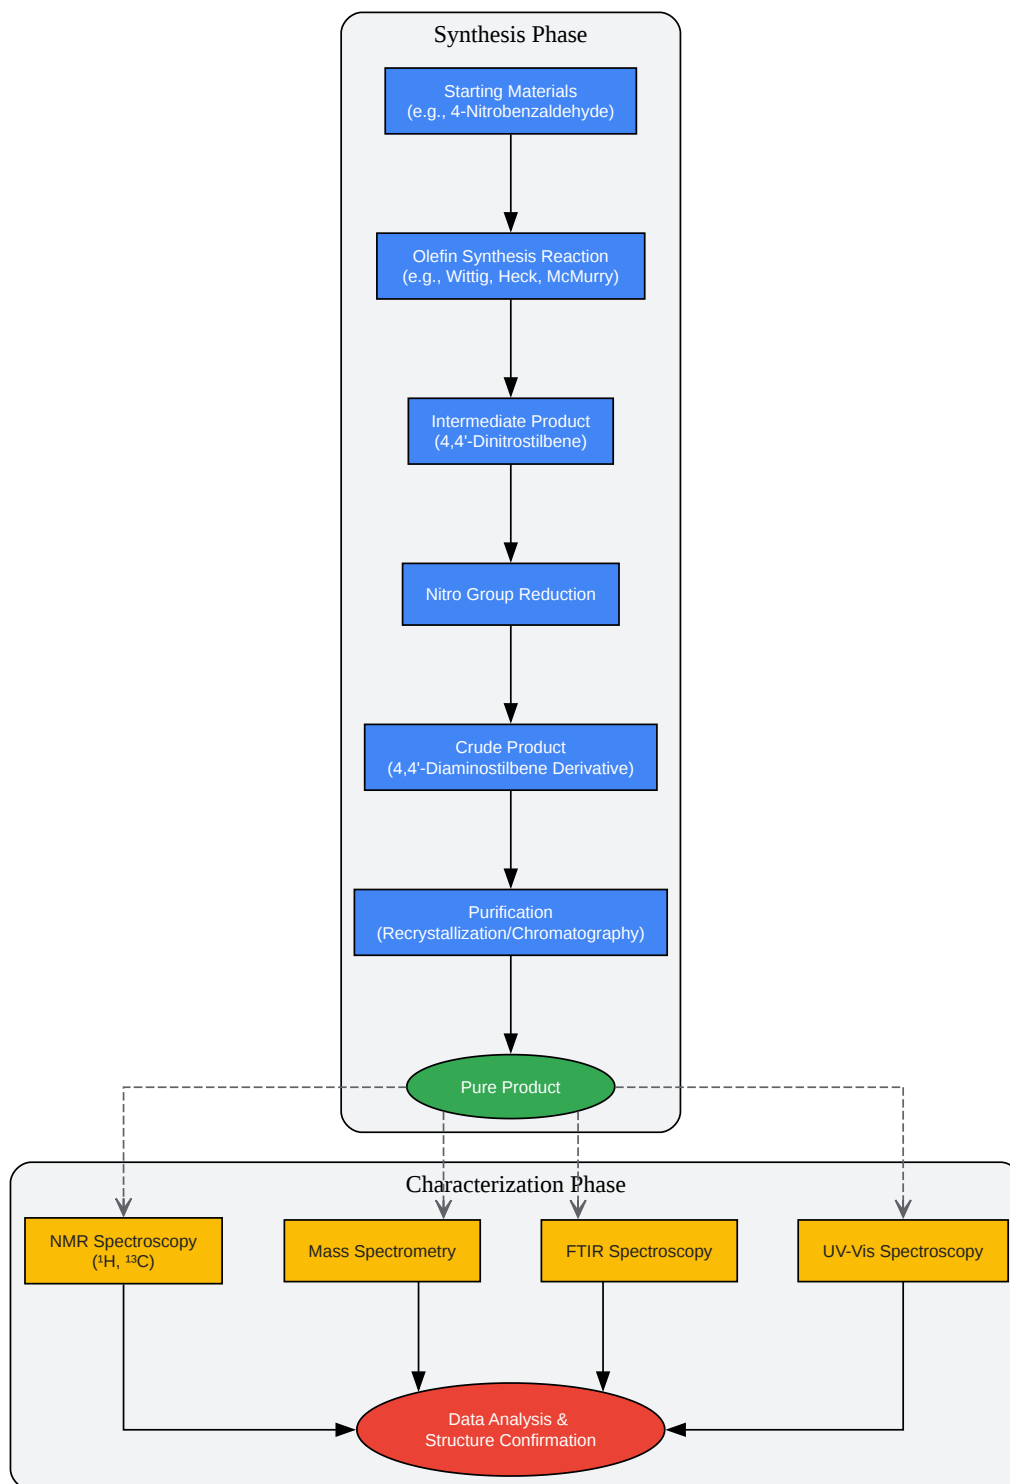 Synthesis Phase
Starting Materials
(e.g., 4-Nitrobenzaldehyde)
Olefin Synthesis Reaction
(e.g., Wittig, Heck, McMurry)
Intermediate Product
(4,4'-Dinitrostilbene)
Nitro Group Reduction
Crude Product
(4,4'-Diaminostilbene Derivative)
Purification
(Recrystallization/Chromatography)
Pure Product
Characterization Phase
NMR Spectroscopy
(¹H, ¹³C)
Mass Spectrometry
FTIR Spectroscopy
UV-Vis Spectroscopy
Data Analysis &
Structure Confirmation